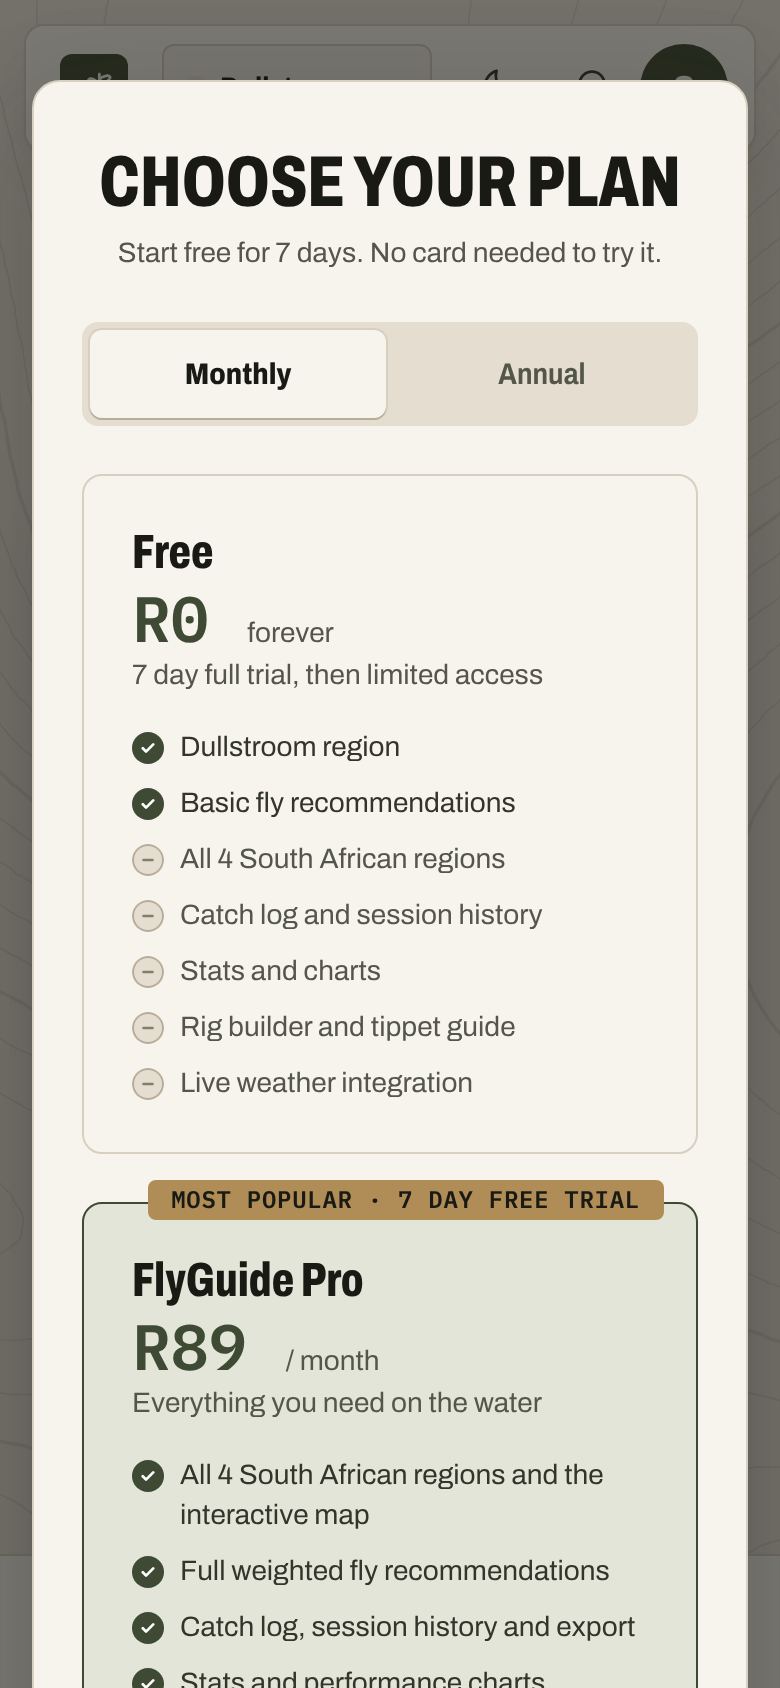 CHOOSE YOUR PLAN
Start free for 7 days. No card needed to try it.
Monthly
Annual
Free
R0 forever
7 day full trial, then limited access
Dullstroom region
Basic fly recommendations
All 4 South African regions
Catch log and session history
Stats and charts
Rig builder and tippet guide
Live weather integration
MOST POPULAR · 7 DAY FREE TRIAL
FlyGuide Pro
R89 / month
Everything you need on the water
All 4 South African regions and the
interactive map
Full weighted fly recommendations
Catch log, session history and export
Stats and performance charts